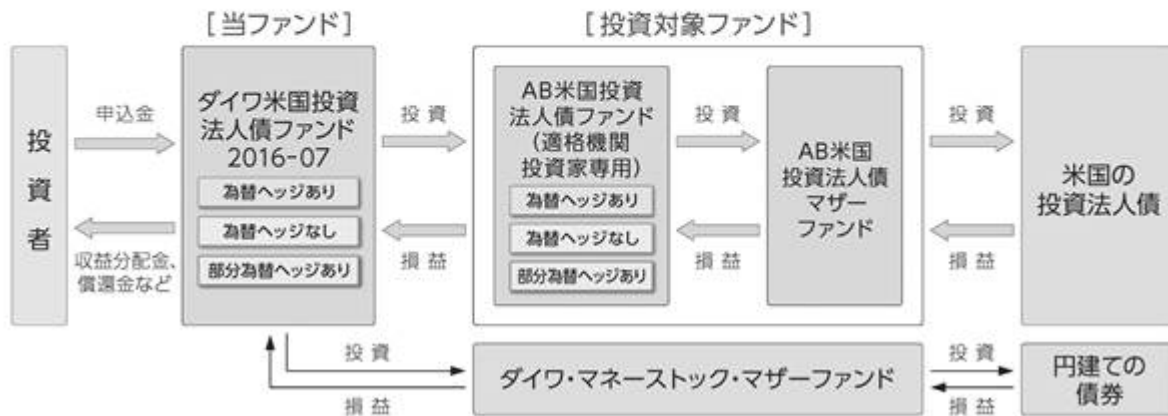 [当ファンド]
[投資対象ファンド]
投資者
申込金
収益分配金、
償還金など
ダイワ米国投資
法人債ファンド
2016-07
為替ヘッジあり
為替ヘッジなし
部分為替ヘッジあり
投資
損益
AB米国投資
法人債ファンド
(適格機関
投資家専用)
為替ヘッジあり
為替ヘッジなし
部分為替ヘッジあり
投資
損益
AB米国
投資法人債
マザー
ファンド
投資
損益
米国の
投資法人債
投資
損益
ダイワ・マネーストック・マザーファンド
投資
損益
円建ての
債券